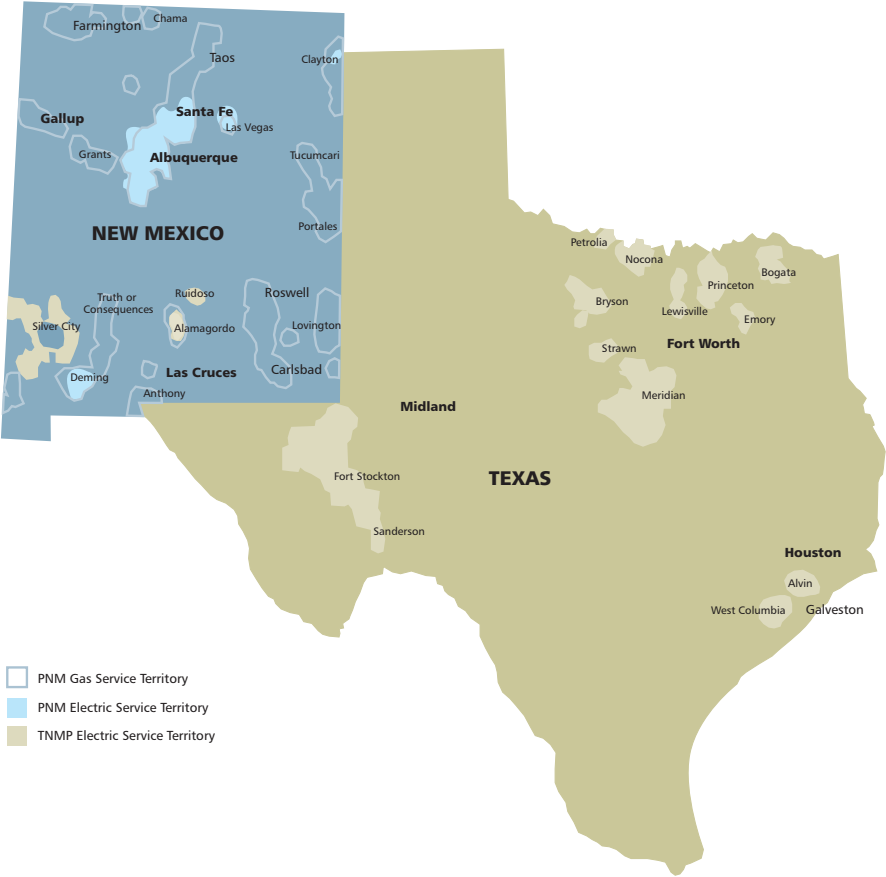 Farmington
Chama
Taos
Clayton
Gallup
Santa Fe
Las Vegas
Grants
Albuquerque
Tucumcari
NEW MEXICO
Portales
Truth or
Consequences
Ruidoso
Roswell
Silver City
Alamagordo
Lovington
Deming
Las Cruces
Carlsbad
Anthony
Petrolia
Nocona
Bogata
Princeton
Bryson
Lewisville
Emory
Strawn
Fort Worth
Meridian
Midland
Fort Stockton
TEXAS
Sanderson
Houston
Alvin
West Columbia
Galveston
PNM Gas Service Territory
PNM Electric Service Territory
TNMP Electric Service Territory